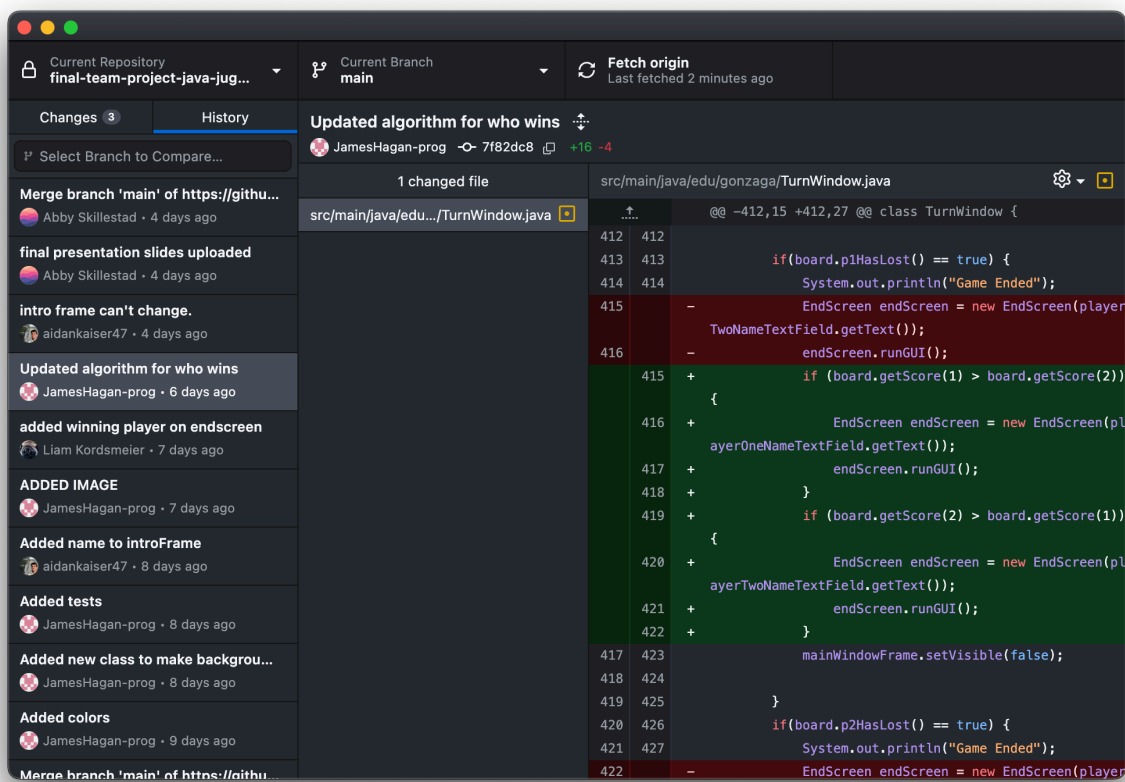 Current Repository
final-team-project-java-jug...
Current Branch
main
Fetch origin
Last fetched 2 minutes ago
Changes 3
History
Select Branch to Compare...
Merge branch 'main' of https://githu...
Abby Skillestad • 4 days ago
final presentation slides uploaded
Abby Skillestad • 4 days ago
intro frame can't change.
aidankaiser47 • 4 days ago
Updated algorithm for who wins
JamesHagan-prog • 6 days ago
added winning player on endscreen
Liam Kordsmeier • 7 days ago
ADDED IMAGE
JamesHagan-prog • 7 days ago
Added name to introFrame
aidankaiser47 • 8 days ago
Added tests
JamesHagan-prog • 8 days ago
Added new class to make backgrou...
JamesHagan-prog • 8 days ago
Added colors
JamesHagan-prog • 9 days ago
Merge branch 'main' of https://githu...
Updated algorithm for who wins
JamesHagan-prog 7f82dc8 +16 -4
1 changed file
src/main/java/edu.../TurnWindow.java
src/main/java/edu/gonzaga/TurnWindow.java
@@ -412,15 +412,27 @@ class TurnWindow {
412 412
413 413 if(board.p1HasLost() == true) {
414 414 System.out.println("Game Ended");
415 - EndScreen endScreen = new EndScreen(player
TwoNameTextField.getText());
416 - endScreen.runGUI();
415 + if (board.getScore(1) > board.getScore(2))
{
416 + EndScreen endScreen = new EndScreen(pl
ayerOneNameTextField.getText());
417 + endScreen.runGUI();
418 + }
419 + if (board.getScore(2) > board.getScore(1))
{
420 + EndScreen endScreen = new EndScreen(pl
ayerTwoNameTextField.getText());
421 + endScreen.runGUI();
422 + }
417 423 mainWindowFrame.setVisible(false);
418 424
419 425 }
420 426 if(board.p2HasLost() == true) {
421 427 System.out.println("Game Ended");
422 - EndScreen endScreen = new EndScreen(player